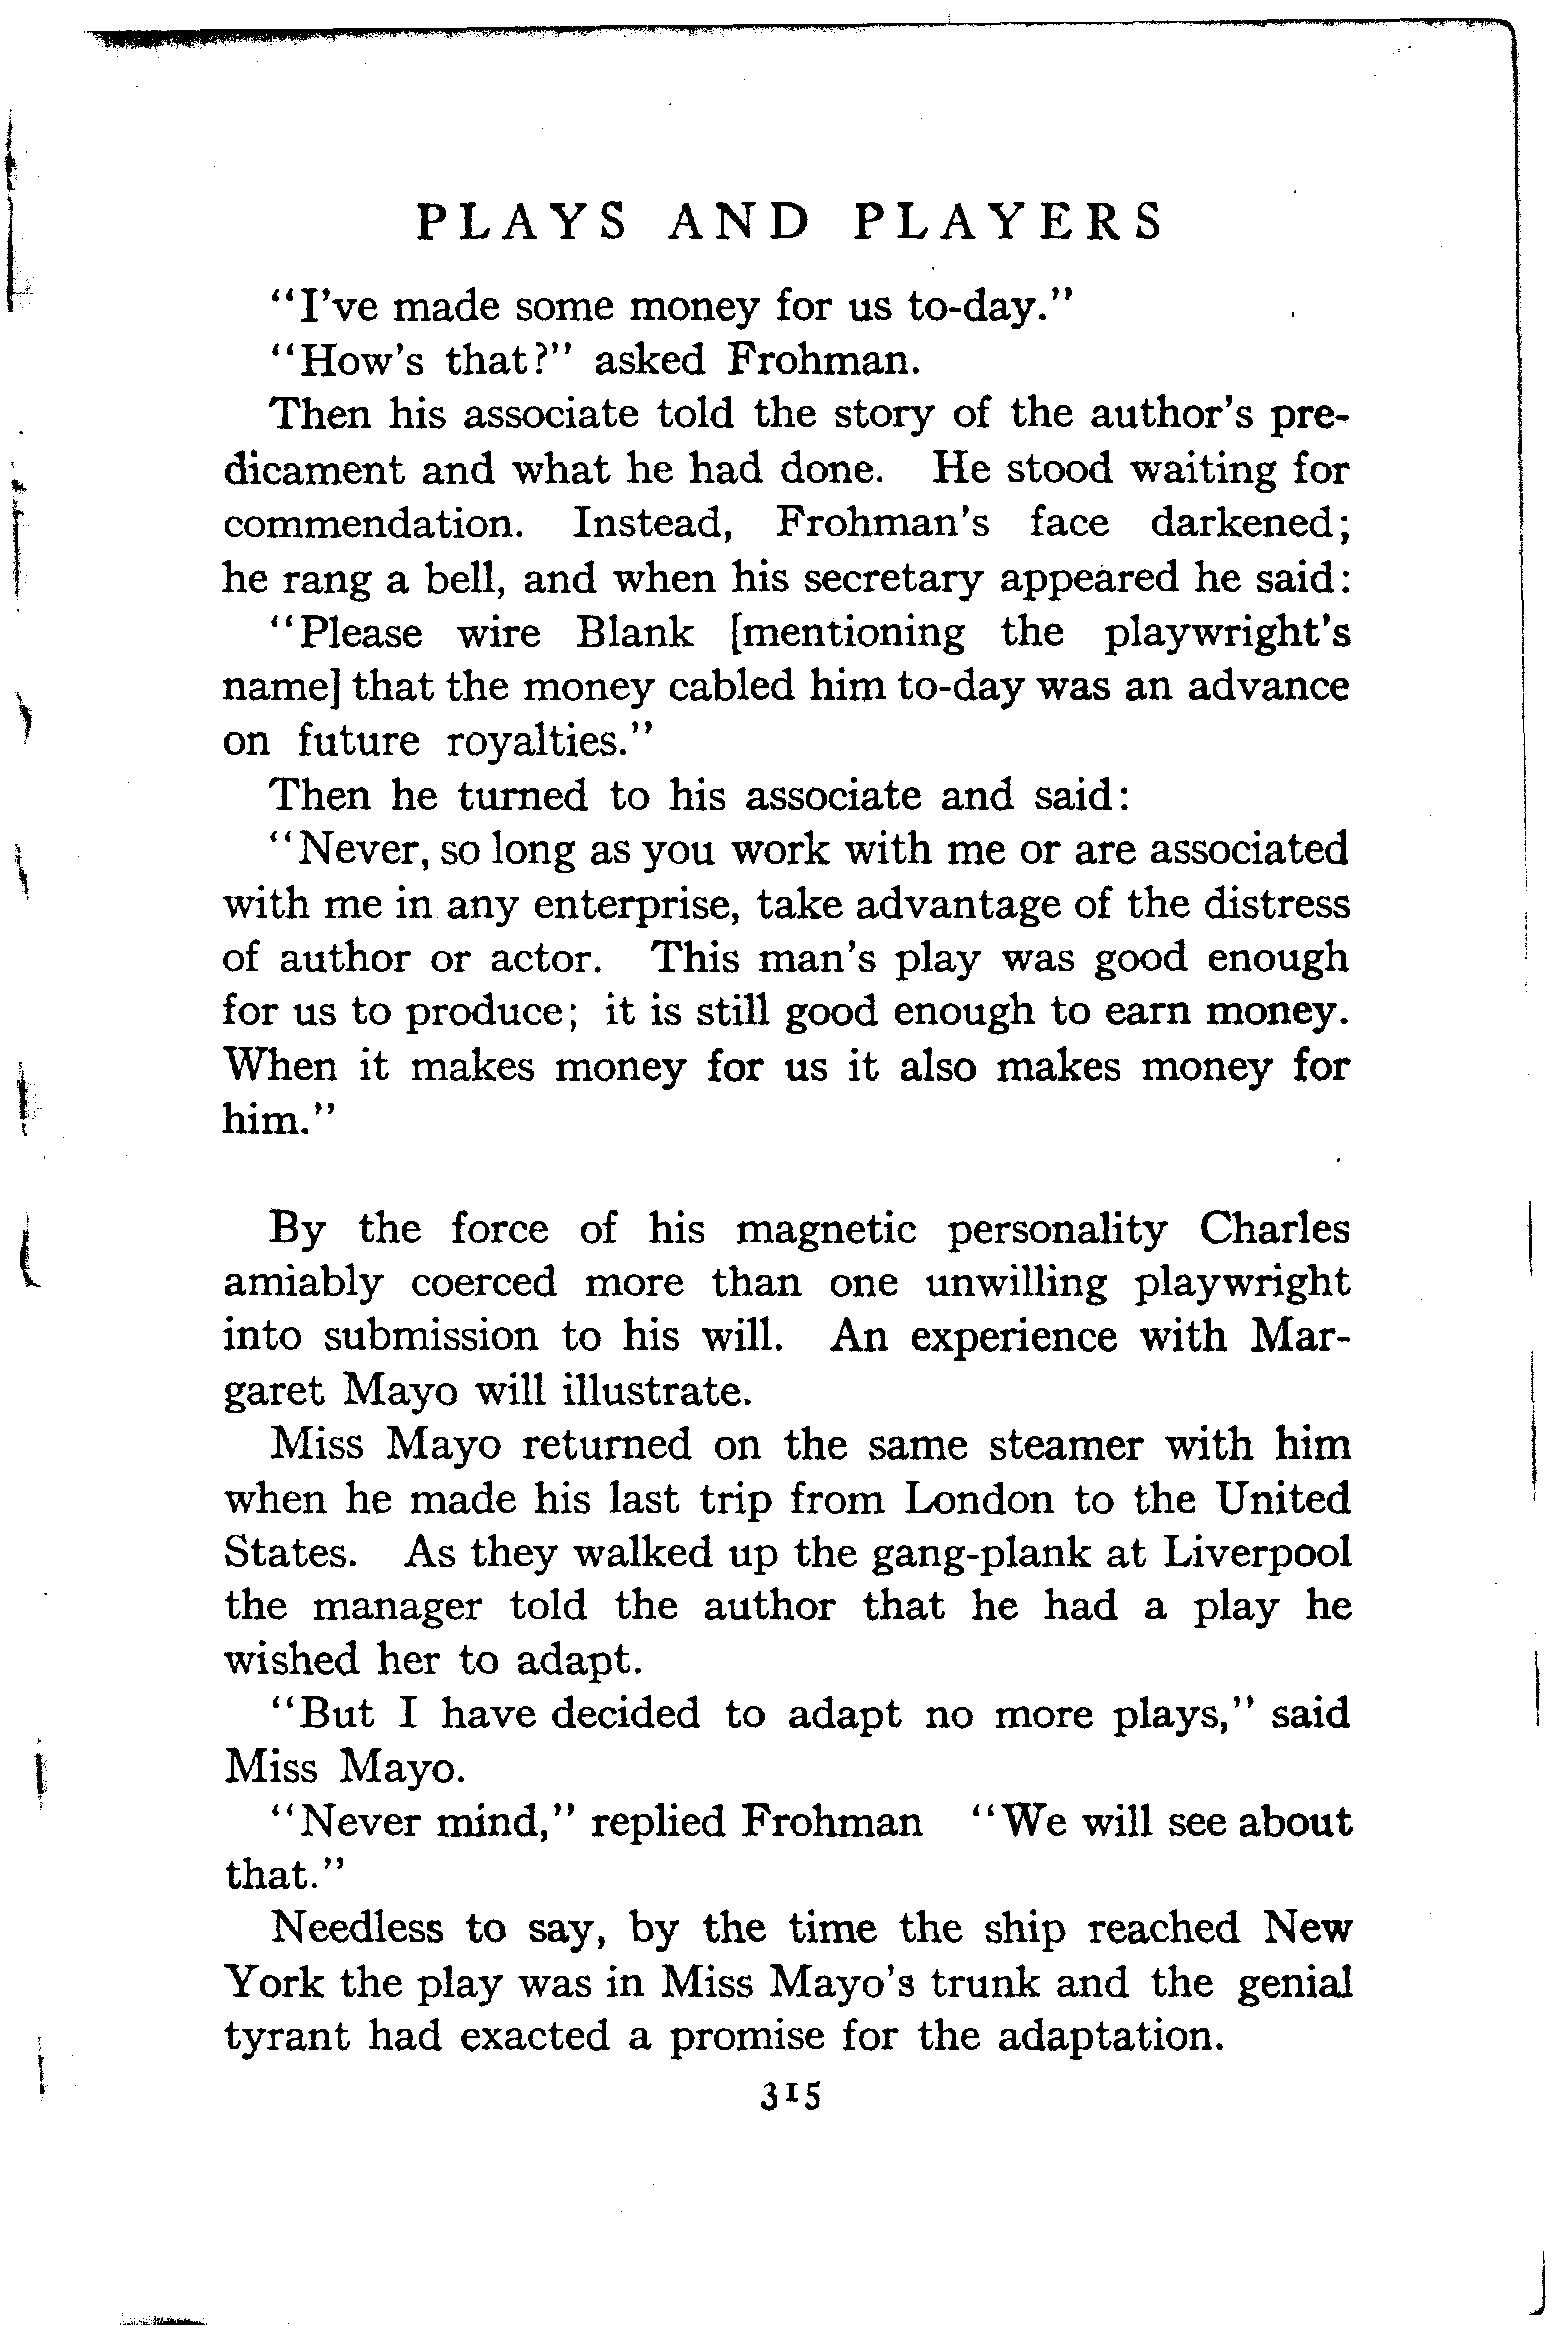 PLAYS AND PLAYERS
"I've made some money for us to-day."
"How's that?" asked Frohman.
Then his associate told the story of the author's pre-
dicament and what he had done. He stood waiting for
commendation. Instead, Frohman's face darkened;
he rang a bell, and when his secretary appeared he said:
"Please wire Blank [mentioning the playwright's
name] that the money cabled him to-day was an advance
on future royalties."
Then he turned to his associate and said:
"Never, so long as you work with me or are associated
with me in any enterprise, take advantage of the distress
of author or actor. This man's play was good enough
for us to produce; it is still good enough to earn money.
When it makes money for us it also makes money for
him."
By the force of his magnetic personality Charles
amiably coerced more than one unwilling playwright
into submission to his will. An experience with Mar-
garet Mayo will illustrate.
Miss Mayo returned on the same steamer with him
when he made his last trip from London to the United
States. As they walked up the gang-plank at Liverpool
the manager told the author that he had a play he
wished her to adapt.
"But I have decided to adapt no more plays," said
Miss Mayo.
"Never mind," replied Frohman "We will see about
that."
Needless to say, by the time the ship reached New
York the play was in Miss Mayo's trunk and the genial
tyrant had exacted a promise for the adaptation.
315